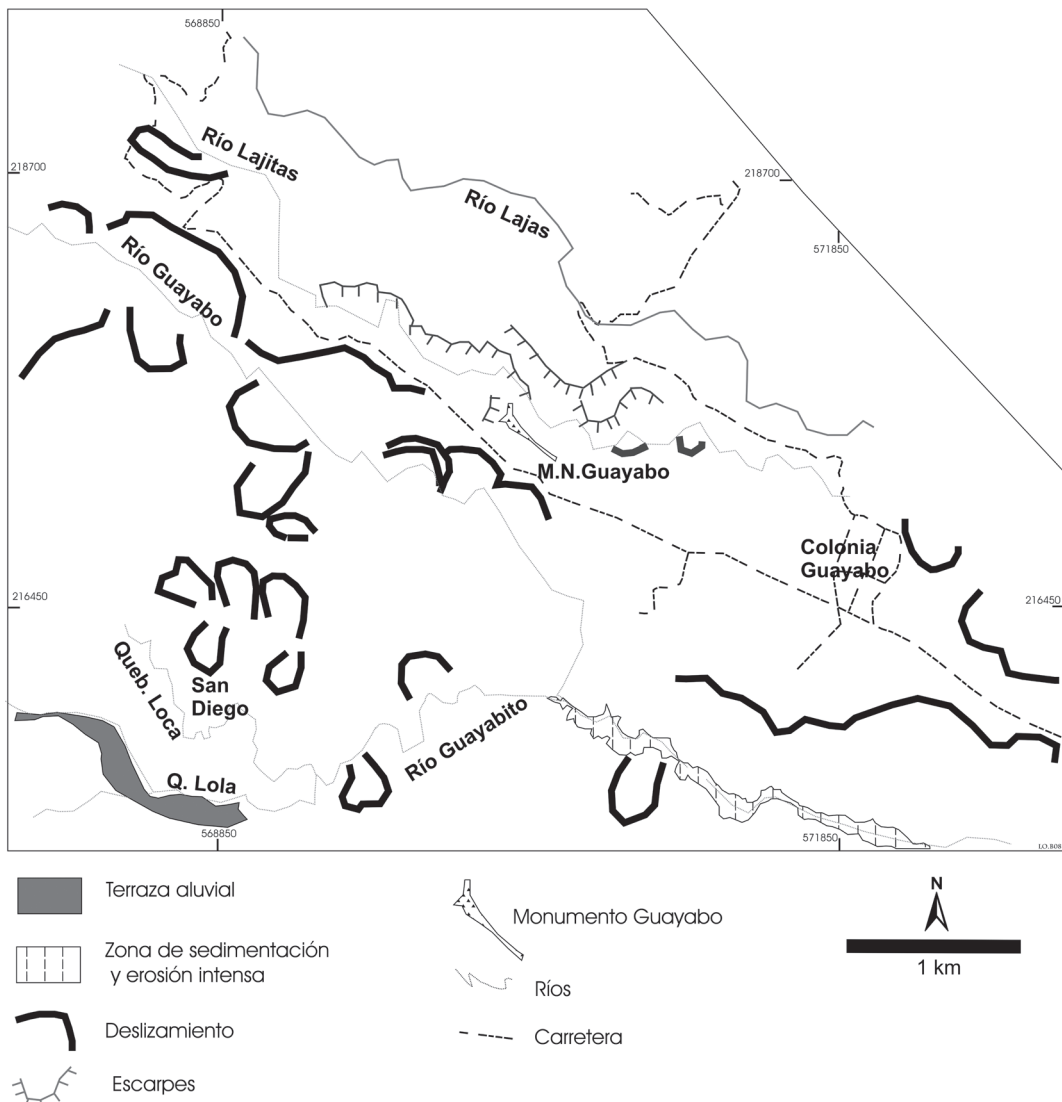 568850
Río Lajitas
218700
218700
Río Lajas
571850
Río Guayabo
M.N.Guayabo
Colonia
Guayabo
216450
216450
Queb. Loca
San
Diego
Río Guayabito
Q. Lola
568850
571850
LO.B08
Terraza aluvial
Zona de sedimentación
y erosión intensa
Deslizamiento
Escarpes
Monumento Guayabo
Ríos
Carretera
N
1 km